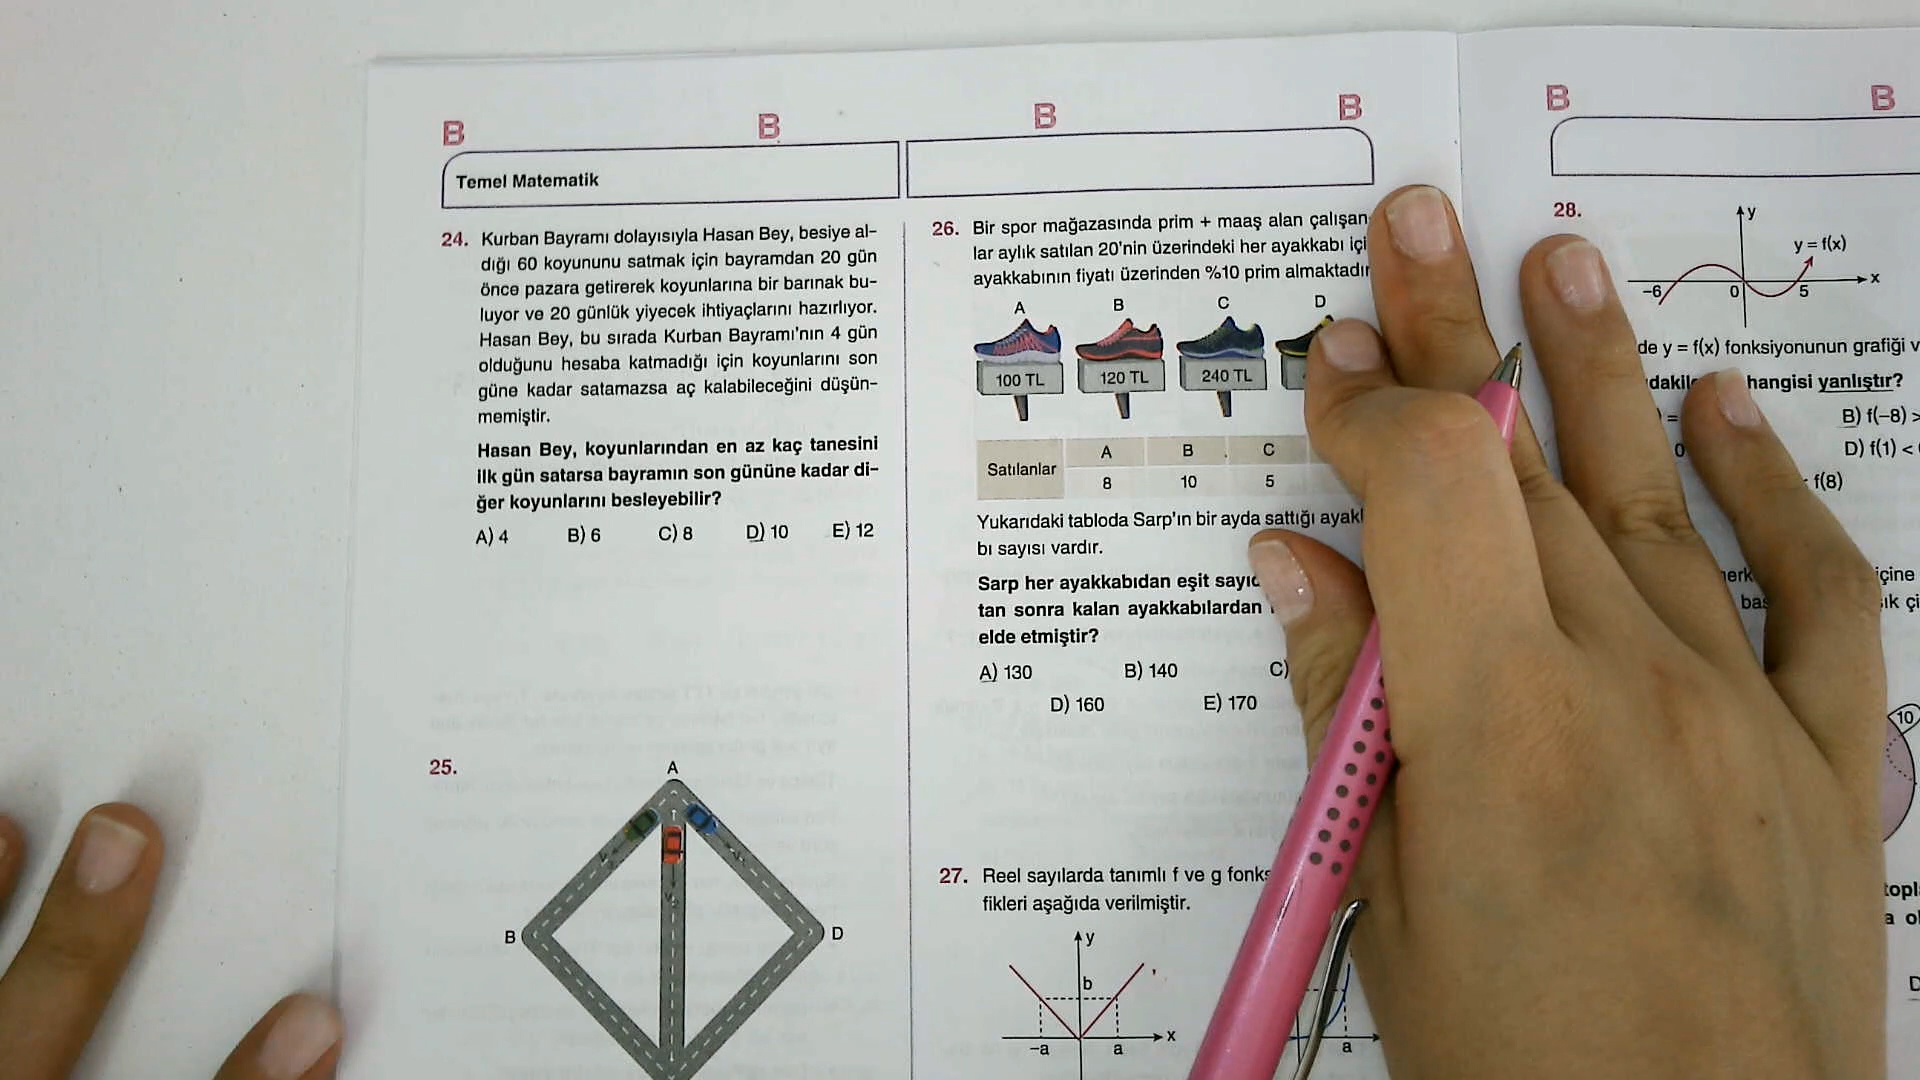 B B B B
Temel Matematik
24. Kurban Bayramı dolayısıyla Hasan Bey, besiye al-
dığı 60 koyununu satmak için bayramdan 20 gün
önce pazara getirerek koyunlarına bir barınak bu-
luyor ve 20 günlük yiyecek ihtiyaçlarını hazırlıyor.
Hasan Bey, bu sırada Kurban Bayramı'nın 4 gün
olduğunu hesaba katmadığı için koyunlarını son
güne kadar satamazsa aç kalabileceğini düşün-
memiştir.
Hasan Bey, koyunlarından en az kaç tanesini
ilk gün satarsa bayramın son gününe kadar di-
ğer koyunlarını besleyebilir?
A) 4 B) 6 C) 8 D) 10 E) 12
25.
A
B D
26. Bir spor mağazasında prim + maaş alan çalışan-
lar aylık satılan 20'nin üzerindeki her ayakkabı
ayakkabının fiyatı üzerinden %10 prim
A B C D
100 TL 120 TL 240 TL
Satılanlar A B C
8 10 5
Yukarıdaki tabloda Sarp'ın bir ayda sattığı
bı sayısı vardır.
Sarp her ayakkabıdan eşit
tan sonra kalan ayakkabılardan
elde etmiştir?
A) 130 B) 140 C)
D) 160 E) 170
27. Reel sayılarda tanımlı f ve g
fikleri aşağıda verilmiştir.
y
b
-a a x
a
B B
28.
y
y = f(x)
-6 0 5 x
de y = f(x) fonksiyonunun grafiği
hangisi yanlıştır?
= B) f(-8) >
0 D) f(1) <
f(8)
içine
10